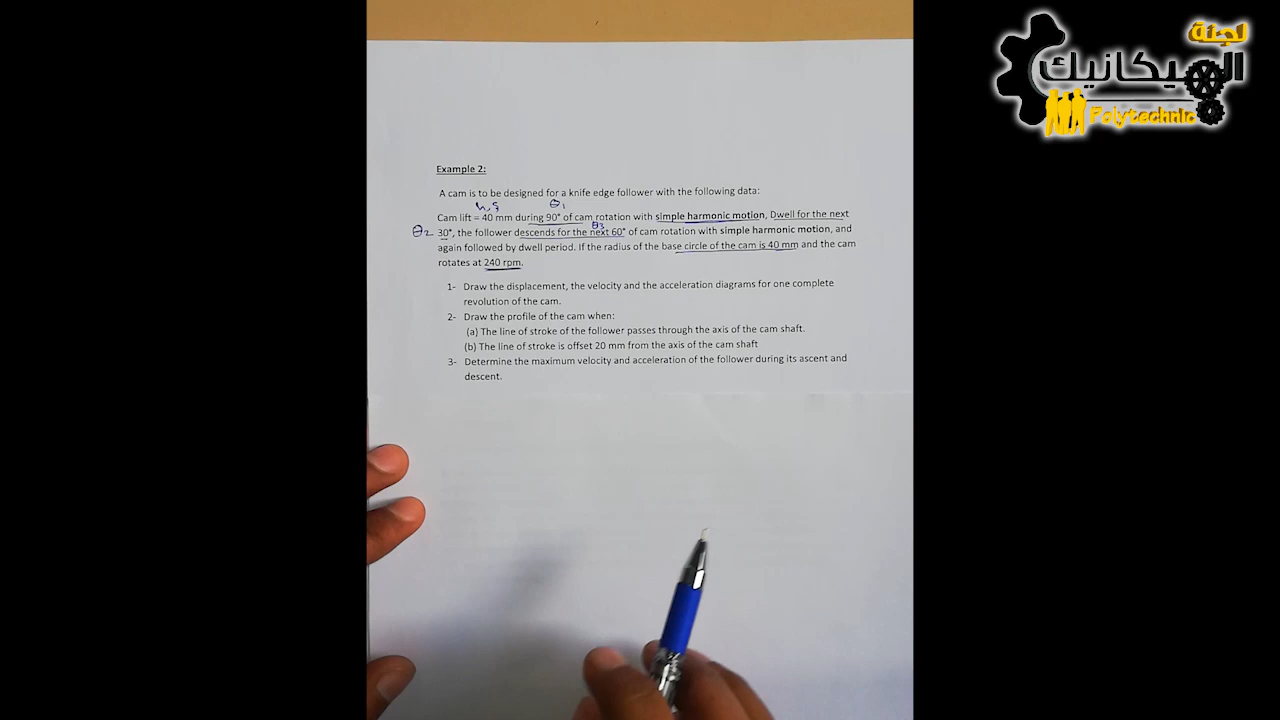 لجنة
الميكانيك
Polytechnic
Example 2:
A cam is to be designed for a knife edge follower with the following data:
h, s θ1
Cam lift = 40 mm during 90° of cam rotation with simple harmonic motion, Dwell for the next
θ2 θ3
30°, the follower descends for the next 60° of cam rotation with simple harmonic motion, and
again followed by dwell period. If the radius of the base circle of the cam is 40 mm and the cam
rotates at 240 rpm.
1- Draw the displacement, the velocity and the acceleration diagrams for one complete
revolution of the cam.
2- Draw the profile of the cam when:
(a) The line of stroke of the follower passes through the axis of the cam shaft.
(b) The line of stroke is offset 20 mm from the axis of the cam shaft
3- Determine the maximum velocity and acceleration of the follower during its ascent and
descent.